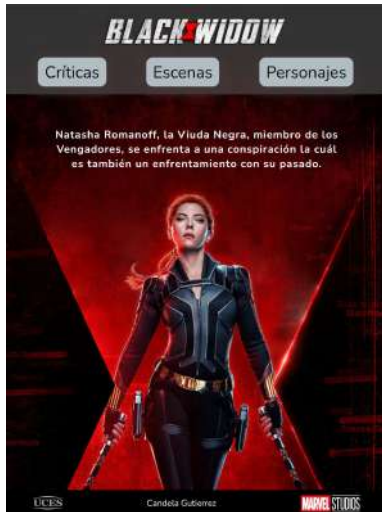 BLACK WIDOW
Críticas Escenas Personajes
Natasha Romanoff, la Viuda Negra, miembro de los
Vengadores, se enfrenta a una conspiración la cuál
es también un enfrentamiento con su pasado.
UCES Candela Gutierrez MARVEL STUDIOS